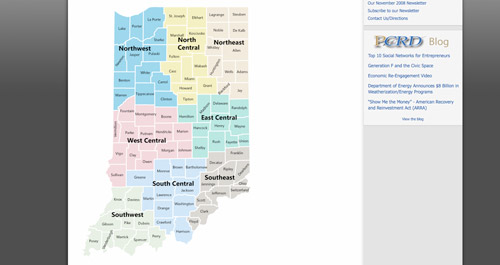 Our November 2008 Newsletter
Subscribe to our Newsletter
Contact Us/Directions
PCRD Blog
Top 10 Social Networks for Entrepreneurs
Generation F and the Civic Space
Economic Re-Engagement Video
Department of Energy Announces $8 Billion in
Weatherization/Energy Programs
"Show Me the Money" - American Recovery
and Reinvestment Act (ARRA)
View the blog
Lake
Porter
La Porte
St. Joseph
Elkhart
Lagrange
Steuben
Noble
De Kalb
Starke
Marshall
Kosciusko
Northwest
North
Central
Northeast
Whitley
Allen
Newton
Jasper
Pulaski
Fulton
Cass
Miami
Wabash
Huntington
Wells
Adams
Benton
White
Carroll
Howard
Grant
Jay
Warren
Tippecanoe
Clinton
Tipton
Delaware
Randolph
Fountain
Montgomery
Boone
Hamilton
East Central
Hancock
Henry
Wayne
Parke
Putnam
Hendricks
Marion
West Central
Rush
Fayette
Union
Vigo
Clay
Owen
Morgan
Johnson
Shelby
Franklin
Sullivan
Greene
Monroe
Brown
Bartholomew
Decatur
Ripley
South Central
Southeast
Jennings
Jefferson
Ohio
Switzerland
Lawrence
Jackson
Knox
Daviess
Martin
Orange
Washington
Scott
Clark
Floyd
Southwest
Gibson
Pike
Dubois
Crawford
Harrison
Posey
Vanderburgh
Warrick
Spencer
Perry